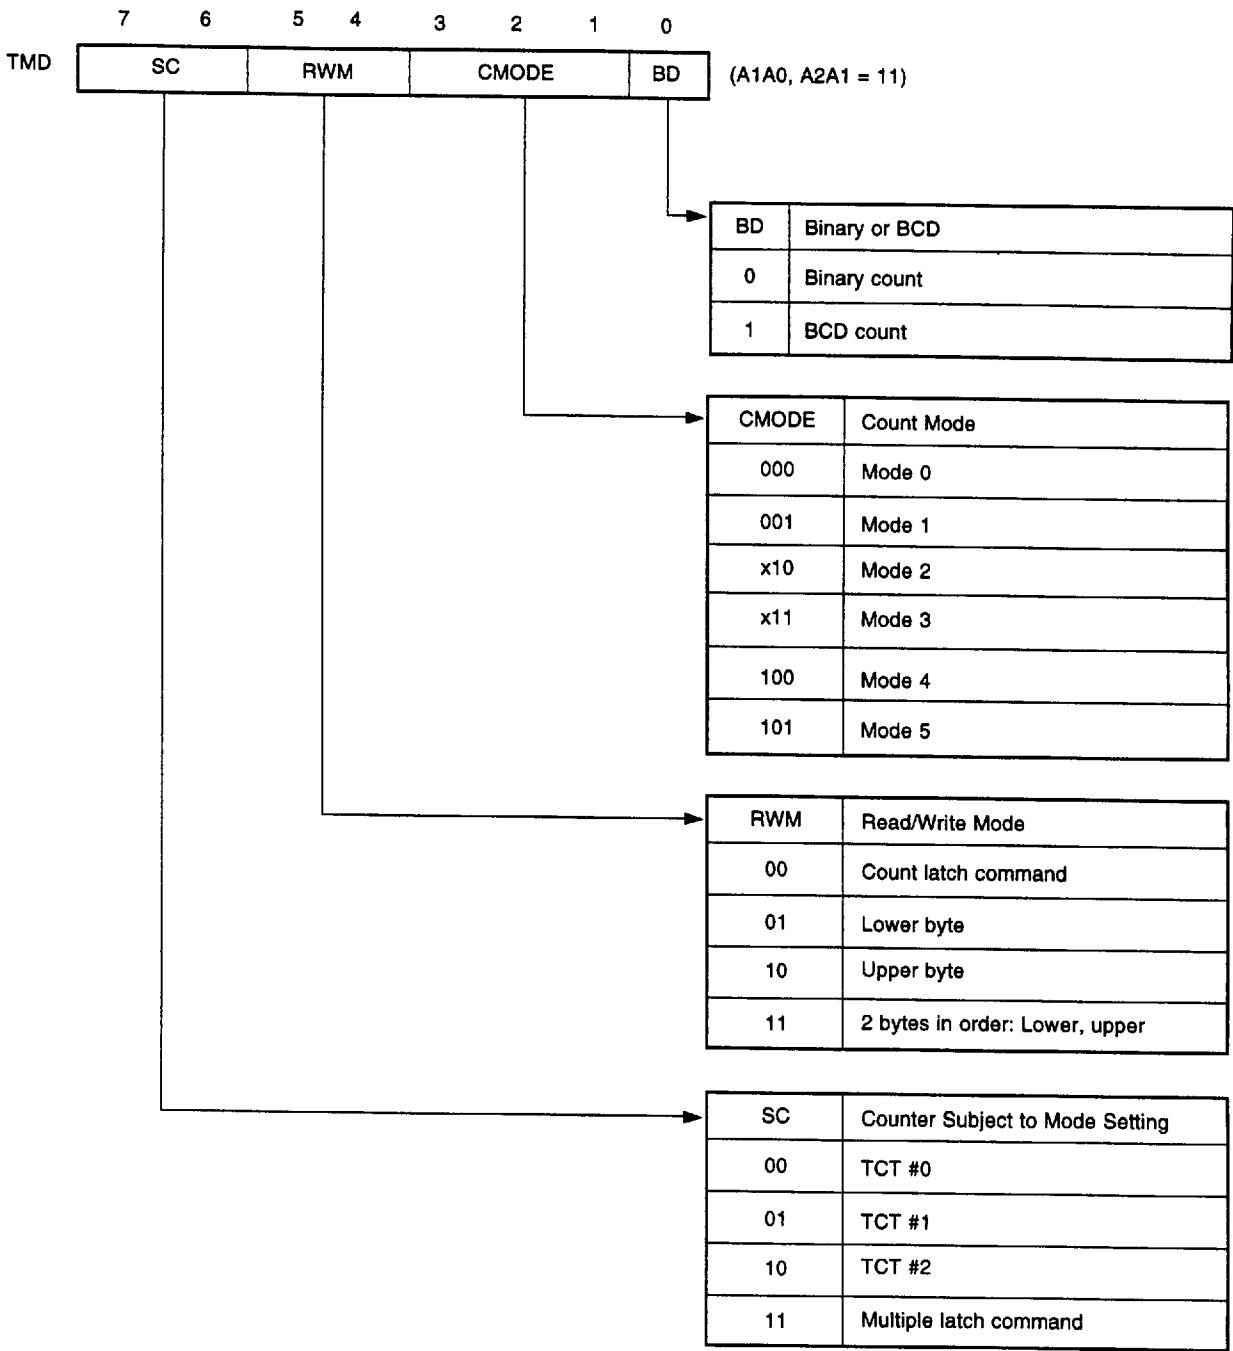 7 6 5 4 3 2 1 0
TMD SC RWM CMODE BD (A1A0, A2A1 = 11)
BD Binary or BCD
0 Binary count
1 BCD count
CMODE Count Mode
000 Mode 0
001 Mode 1
x10 Mode 2
x11 Mode 3
100 Mode 4
101 Mode 5
RWM Read/Write Mode
00 Count latch command
01 Lower byte
10 Upper byte
11 2 bytes in order: Lower, upper
SC Counter Subject to Mode Setting
00 TCT #0
01 TCT #1
10 TCT #2
11 Multiple latch command